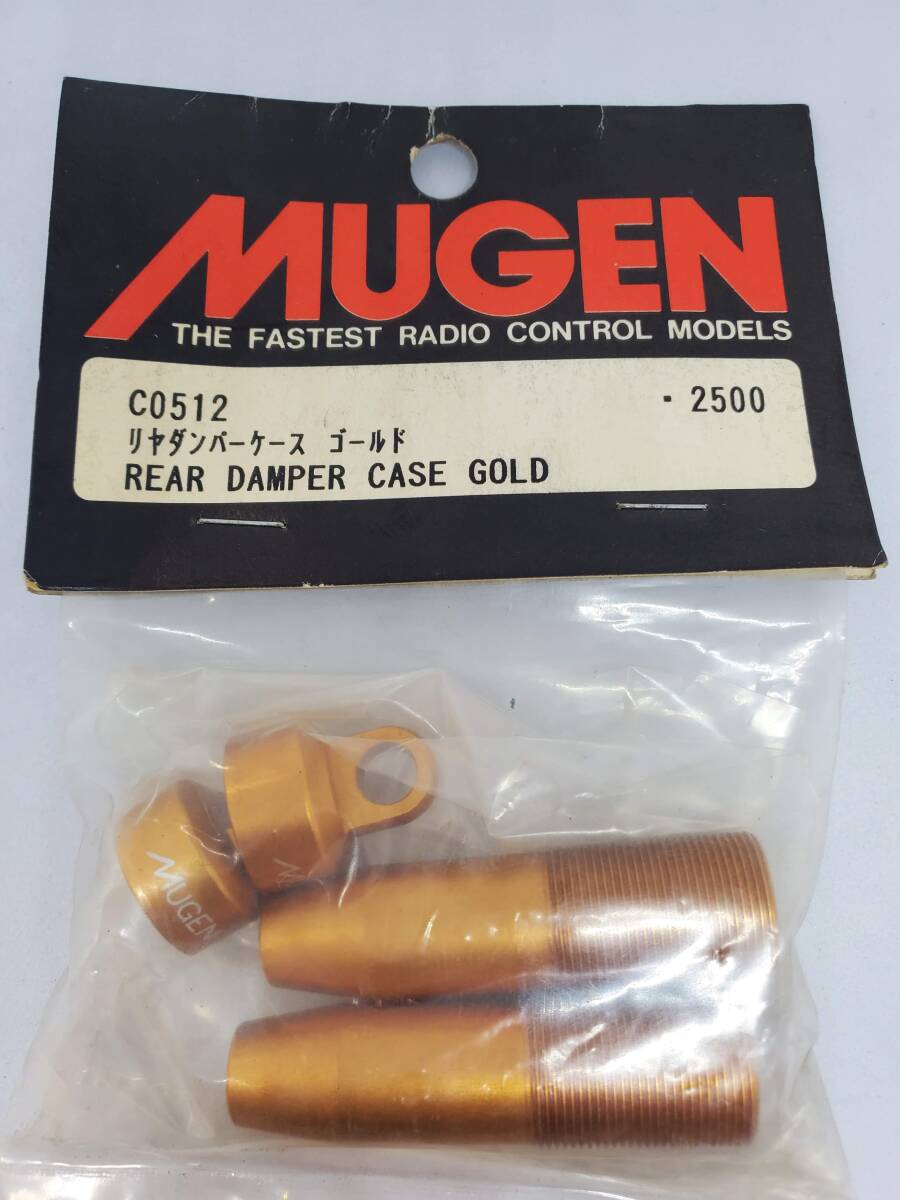 MUGEN
THE FASTEST RADIO CONTROL MODELS
C0512 ・2500
リヤダンパーケース ゴールド
REAR DAMPER CASE GOLD
MUGEN